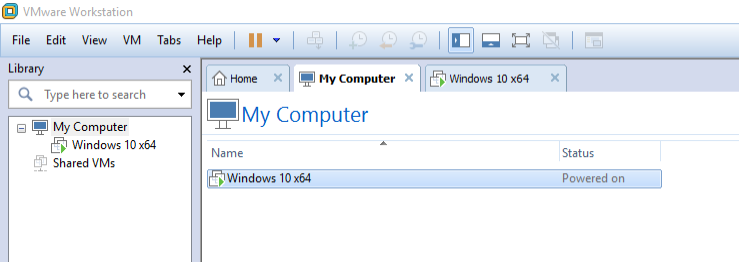 VMware Workstation
File Edit View VM Tabs Help
Library
Type here to search
My Computer
Windows 10 x64
Shared VMs
Home
My Computer
Windows 10 x64
My Computer
Name Status
Windows 10 x64 Powered on